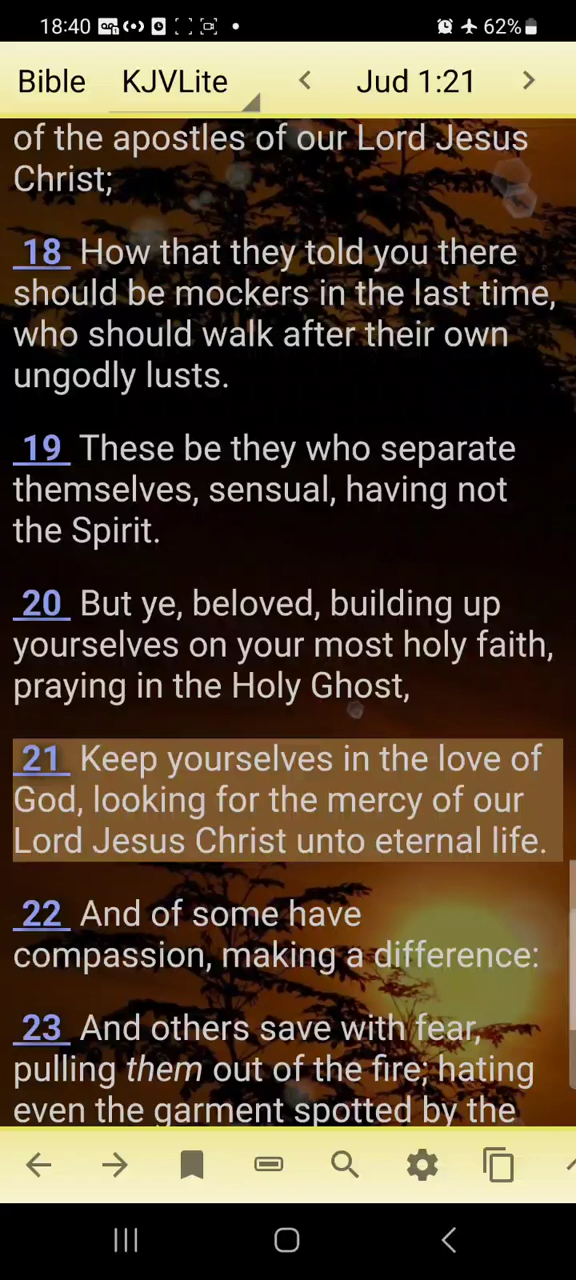 18:40
62%
Bible KJVLite < Jud 1:21 >
of the apostles of our Lord Jesus
Christ;
18 How that they told you there
should be mockers in the last time,
who should walk after their own
ungodly lusts.
19 These be they who separate
themselves, sensual, having not
the Spirit.
20 But ye, beloved, building up
yourselves on your most holy faith,
praying in the Holy Ghost,
21 Keep yourselves in the love of
God, looking for the mercy of our
Lord Jesus Christ unto eternal life.
22 And of some have
compassion, making a difference:
23 And others save with fear,
pulling them out of the fire; hating
even the garment spotted by the